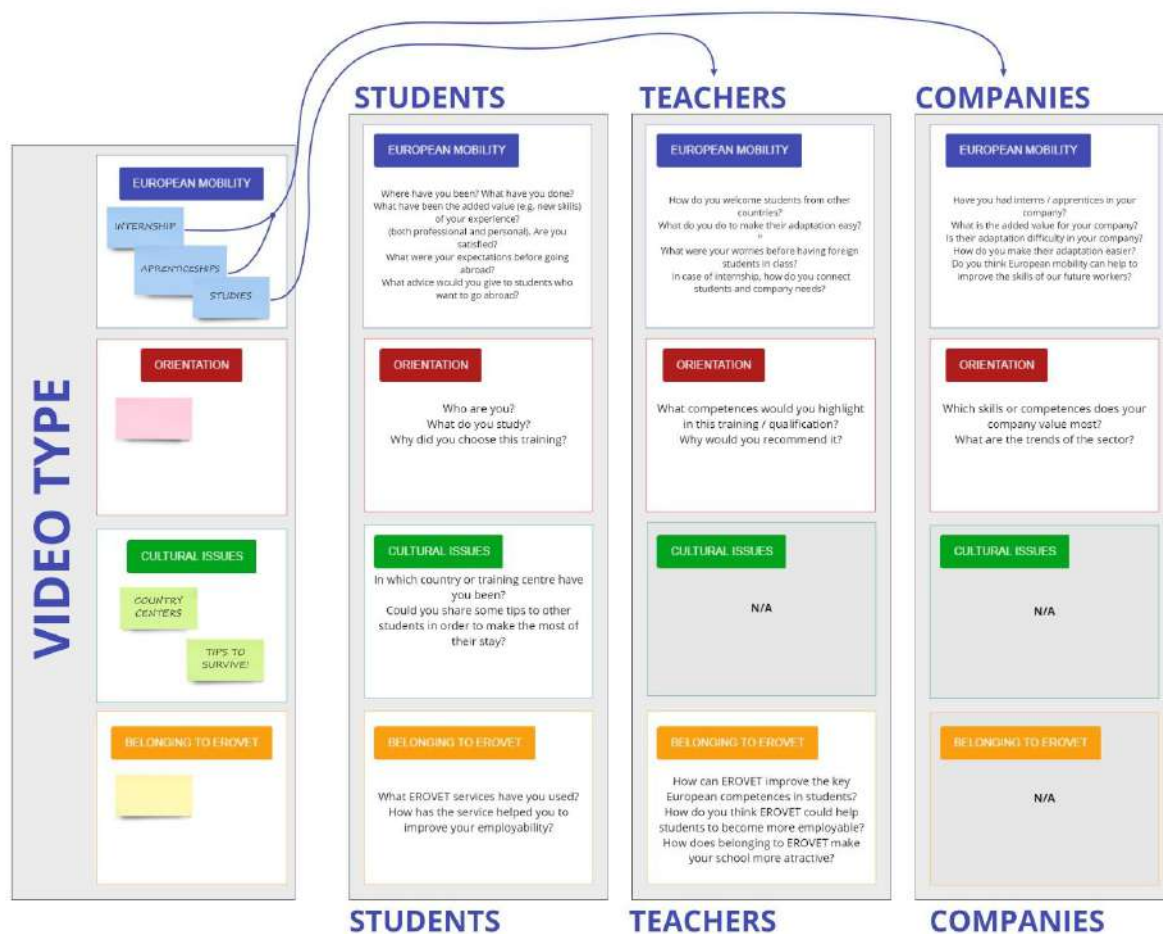 STUDENTS
TEACHERS
COMPANIES
VIDEO TYPE
EUROPEAN MOBILITY
INTERNSHIP
APRENTICESHIPS
STUDIES
ORIENTATION
CULTURAL ISSUES
COUNTRY
CENTERS
TIPS TO
SURVIVE!
BELONGING TO EROVET
EUROPEAN MOBILITY
Where have you been? What have you done?
What have been the added value (e.g. new skills)
of your experience?
(both professional and personal). Are you
satisfied?
What were your expectations before going
abroad?
What advice would you give to students who
want to go abroad?
ORIENTATION
Who are you?
What do you study?
Why did you choose this training?
CULTURAL ISSUES
In which country or training centre have
you been?
Could you share some tips to other
students in order to make the most of
their stay?
BELONGING TO EROVET
What EROVET services have you used?
How has the service helped you to
improve your employability?
EUROPEAN MOBILITY
How do you welcome students from other
countries?
What do you do to make their adaptation easy?
What were your worries before having foreign
students in class?
In case of internship, how do you connect
students and company needs?
ORIENTATION
What competences would you highlight
in this training / qualification?
Why would you recommend it?
CULTURAL ISSUES
N/A
BELONGING TO EROVET
How can EROVET improve the key
European competences in students?
How do you think EROVET could help
students to become more employable?
How does belonging to EROVET make
your school more atractive?
EUROPEAN MOBILITY
Have you had interns / apprentices in your
company?
What is the added value for your company?
Is their adaptation difficulty in your company?
How do you make their adaptation easier?
Do you think European mobility can help to
improve the skills of our future workers?
ORIENTATION
Which skills or competences does your
company value most?
What are the trends of the sector?
CULTURAL ISSUES
N/A
BELONGING TO EROVET
N/A
STUDENTS
TEACHERS
COMPANIES